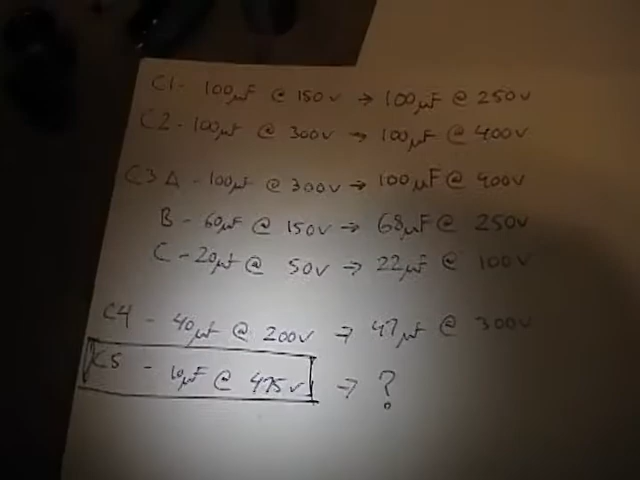 C1- 100µF @ 150v → 100µF @ 250v
C2 - 100µF @ 300v → 100µF @ 400v
C3 A - 100µF @ 300v → 100µF @ 400v
B - 60µF @ 150v → 68µF @ 250v
C - 20µF @ 50v → 22µF @ 100v
C4 - 40µF @ 200v → 47µF @ 300v
C5 - 10µF @ 475v → ?